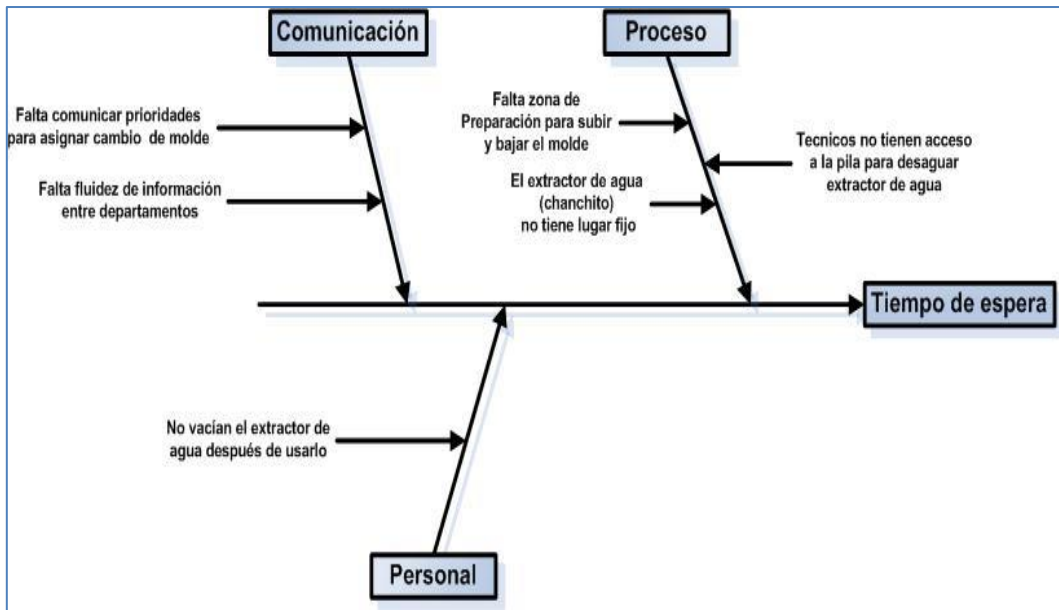 Comunicación
Proceso
Falta comunicar prioridades
para asignar cambio de molde
Falta fluidez de información
entre departamentos
Falta zona de
Preparación para subir
y bajar el molde
El extractor de agua
(chanchito)
no tiene lugar fijo
Tecnicos no tienen acceso
a la pila para desaguar
extractor de agua
Tiempo de espera
No vacían el extractor de
agua después de usarlo
Personal